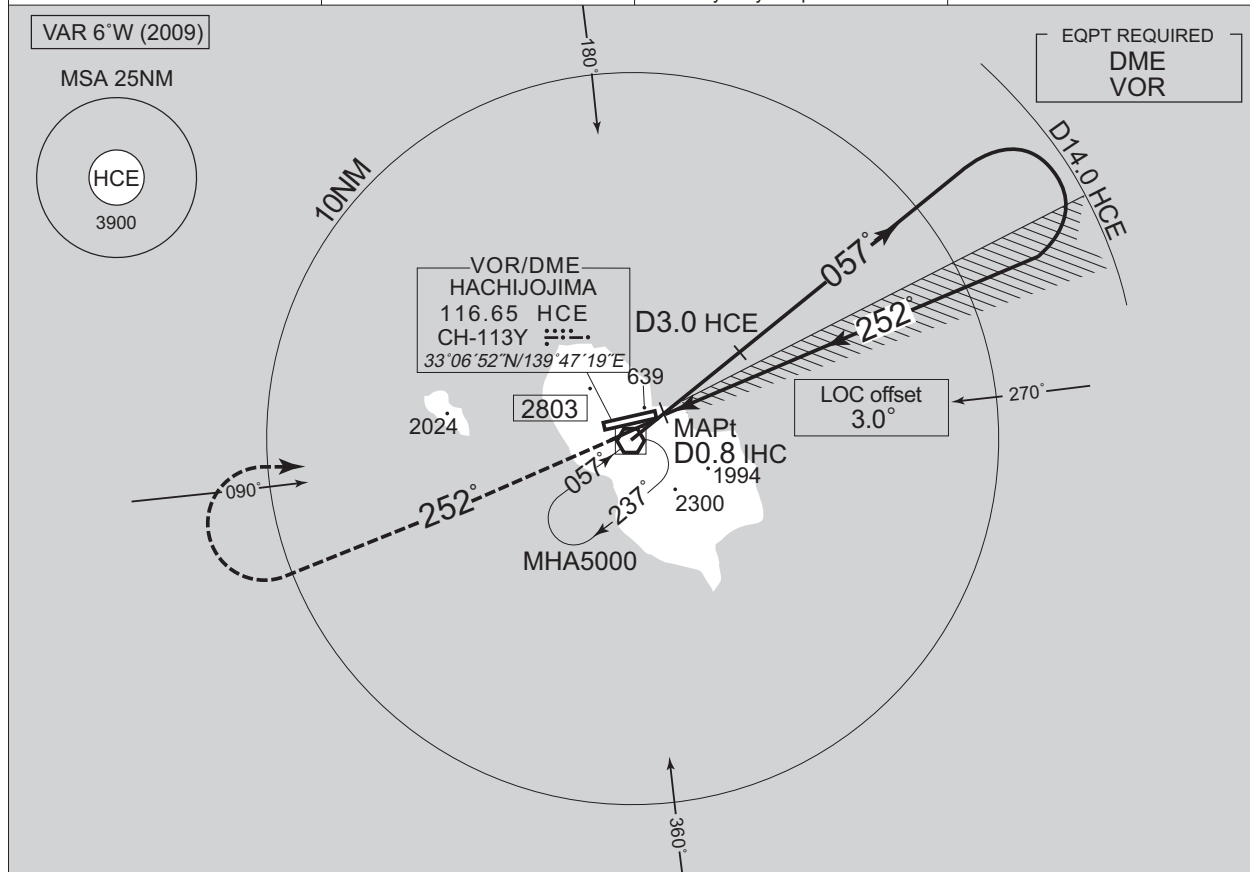 VAR 6°W (2009)
MSA 25NM
HCE
3900
10NM
180°
EQPT REQUIRED
DME
VOR
D14.0 HCE
057°
252°
VOR/DME
HACHIJOJIMA
116.65 HCE
CH-113Y
33°06′52″N/139°47′19″E
D3.0 HCE
639
2803
2024
LOC offset
3.0°
270°
MAPt
D0.8 IHC
1994
2300
057°
237°
MHA5000
252°
090°
360°